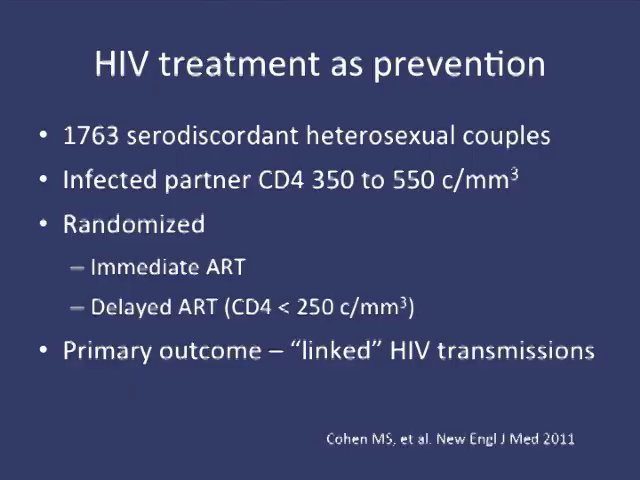 HIV treatment as prevention
• 1763 serodiscordant heterosexual couples
• Infected partner CD4 350 to 550 c/mm³
• Randomized
– Immediate ART
– Delayed ART (CD4 < 250 c/mm³)
• Primary outcome – “linked” HIV transmissions
Cohen MS, et al. New Engl J Med 2011